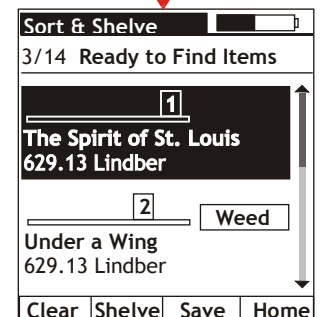 Sort & Shelve
3/14 Ready to Find Items
1
The Spirit of St. Louis
629.13 Lindber
2
Weed
Under a Wing
629.13 Lindber
Clear Shelve Save Home